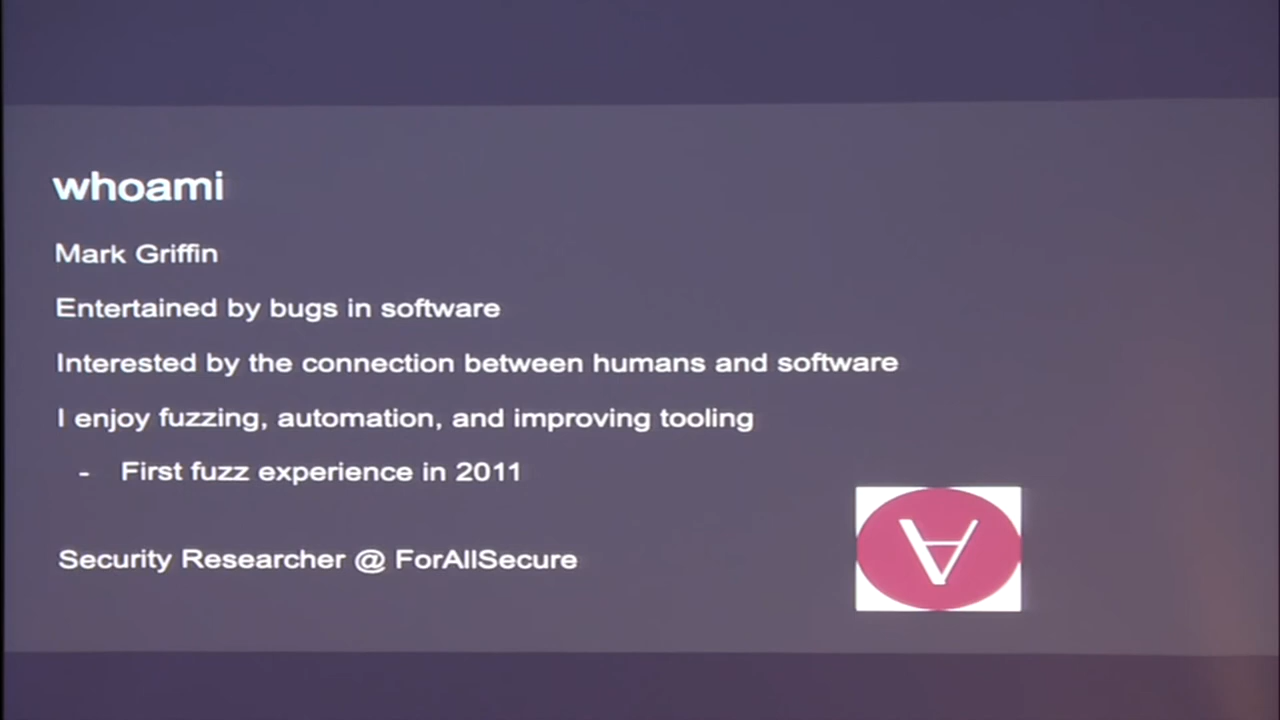 whoami
Mark Griffin
Entertained by bugs in software
Interested by the connection between humans and software
I enjoy fuzzing, automation, and improving tooling
- First fuzz experience in 2011
Security Researcher @ ForAllSecure
∀